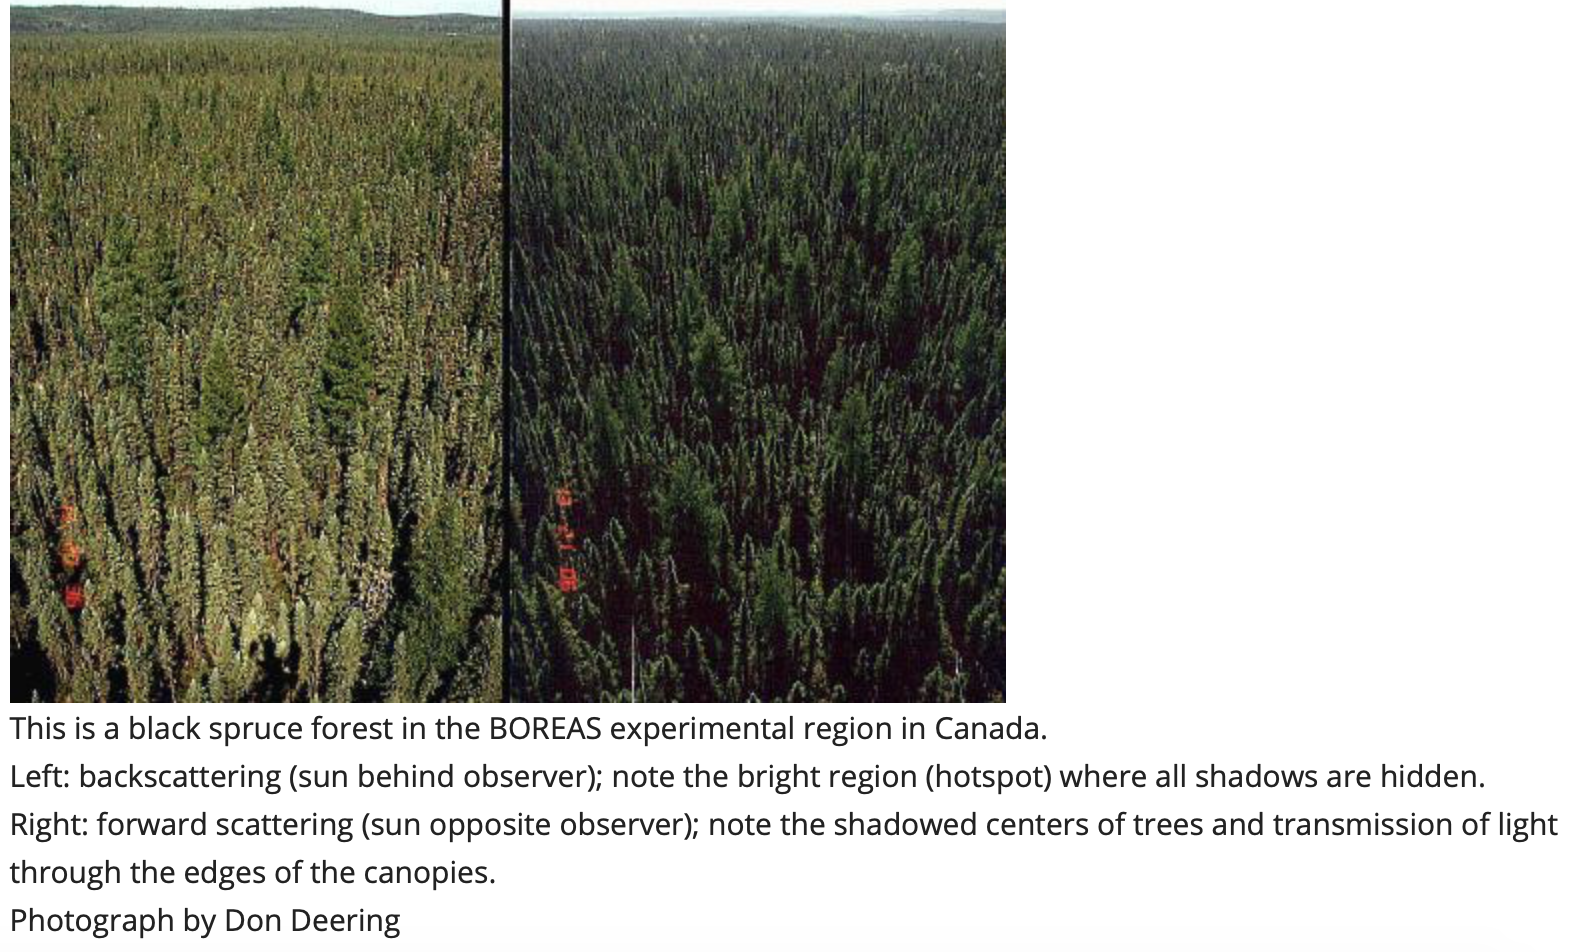 This is a black spruce forest in the BOREAS experimental region in Canada.
Left: backscattering (sun behind observer); note the bright region (hotspot) where all shadows are hidden.
Right: forward scattering (sun opposite observer); note the shadowed centers of trees and transmission of light
through the edges of the canopies.
Photograph by Don Deering